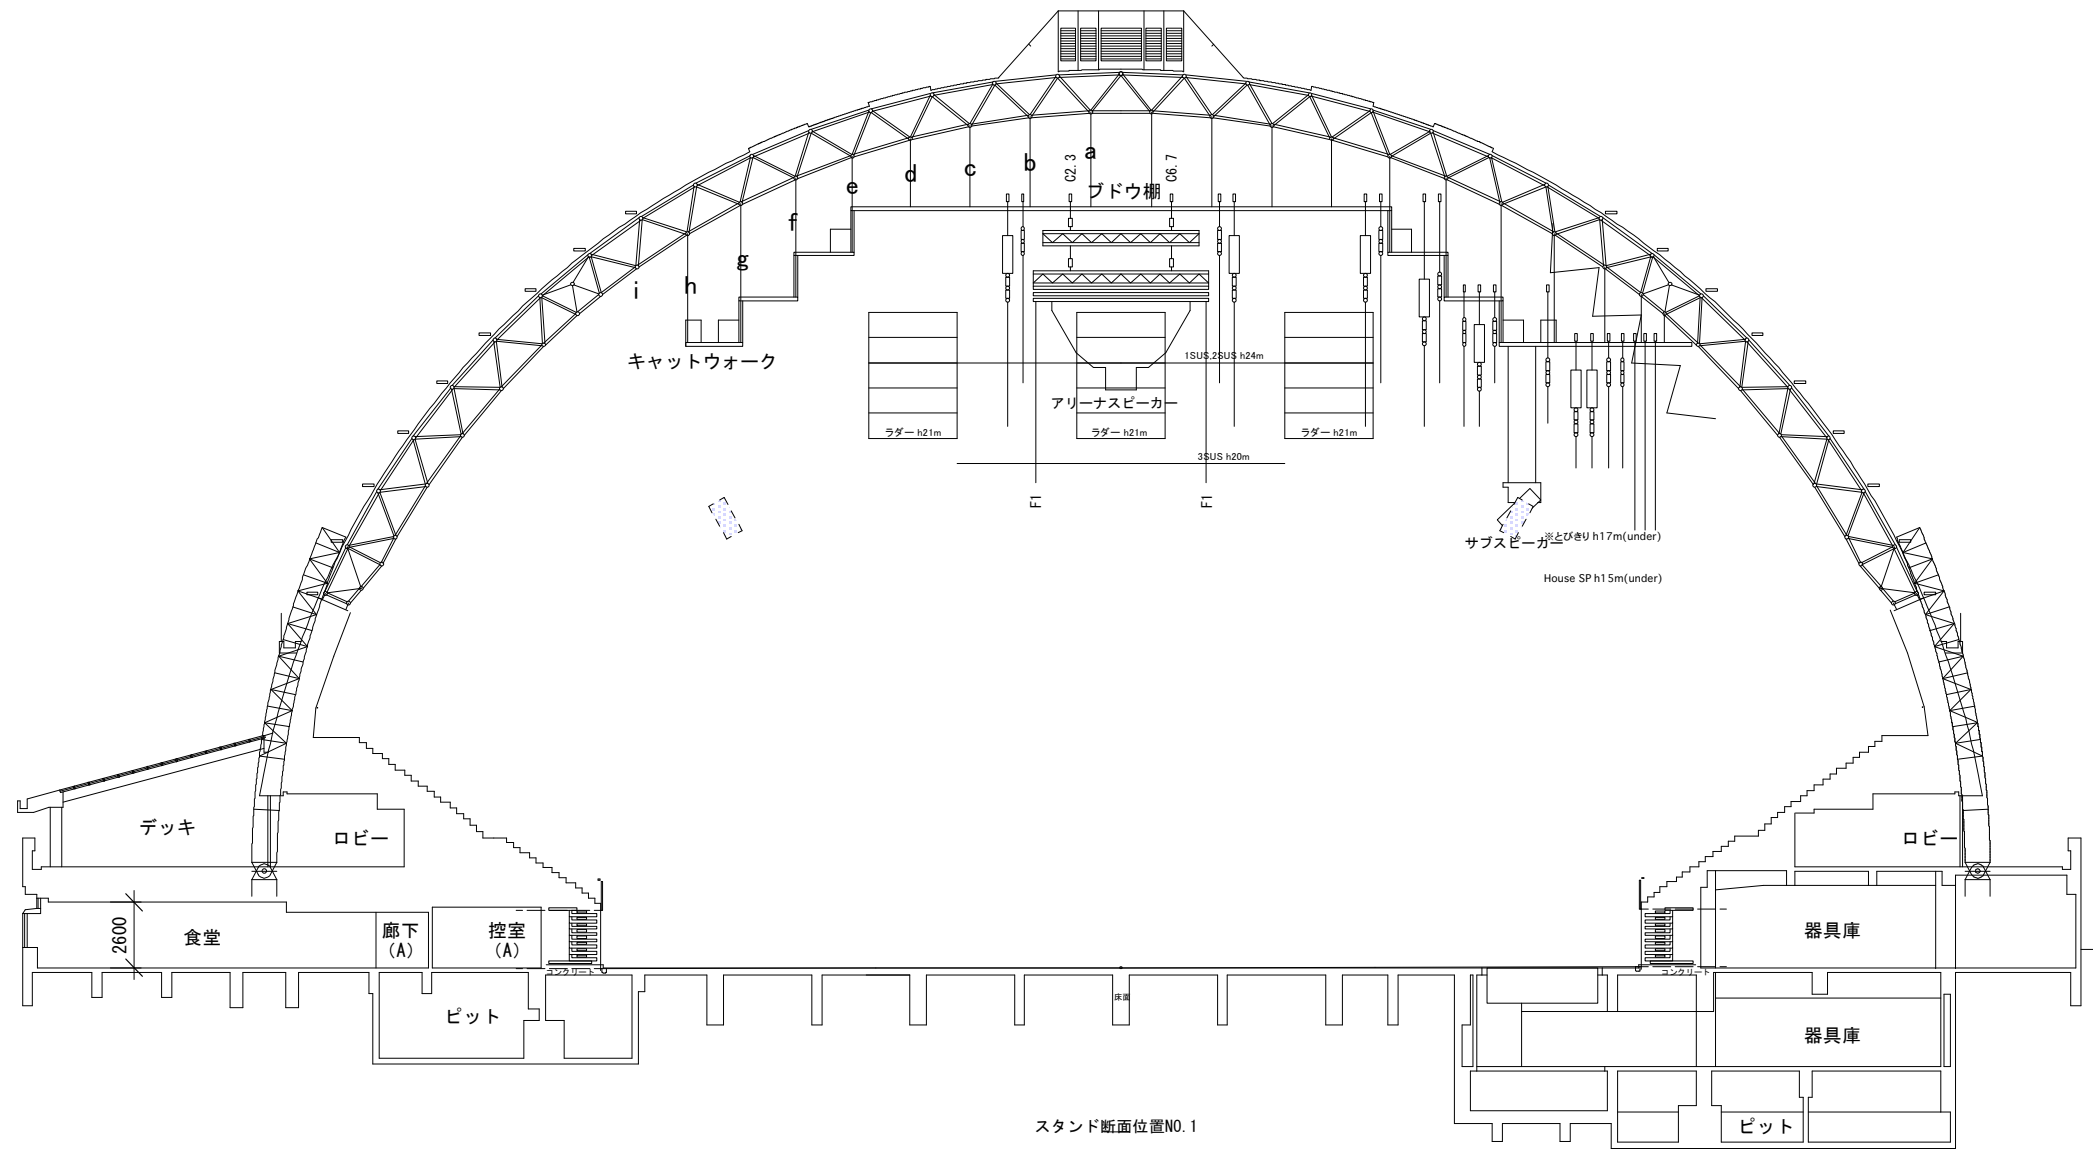 a
b
c
d
e
f
g
h
i
C2.3
C6.7
ブドウ棚
キャットウォーク
1SUS,2SUS h24m
アリーナスピーカー
ラダー h21m
ラダー h21m
ラダー h21m
3SUS h20m
F1
F1
サブスピーカー
※とびきり h17m(under)
House SP h15m(under)
デッキ
ロビー
ロビー
2600
食堂
廊下
(A)
控室
(A)
コンクリート
コンクリート
器具庫
床面
ピット
器具庫
ピット
スタンド断面位置NO.1